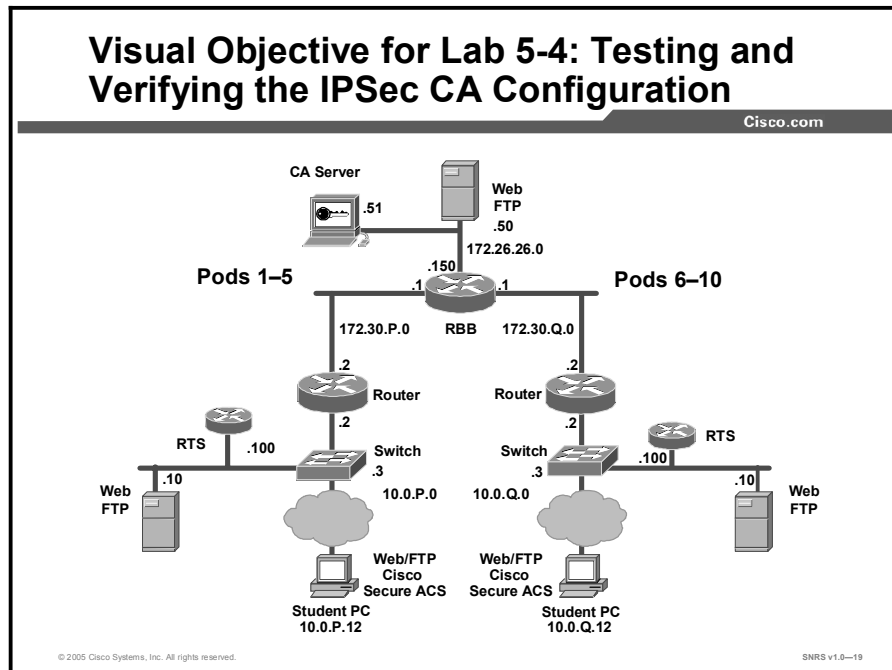 Visual Objective for Lab 5-4: Testing and
Verifying the IPSec CA Configuration
Cisco.com
CA Server
.51
Web
FTP
.50
172.26.26.0
.150
Pods 1–5
.1
.1
Pods 6–10
RBB
172.30.P.0
172.30.Q.0
.2
.2
Router
Router
.2
.2
RTS
.100
Switch
.3
Switch
.3
RTS
.100
.10
Web
FTP
10.0.P.0
10.0.Q.0
.10
Web
FTP
Web/FTP
Cisco
Secure ACS
Web/FTP
Cisco
Secure ACS
Student PC
10.0.P.12
Student PC
10.0.Q.12
© 2005 Cisco Systems, Inc. All rights reserved.
SNRS v1.0—19